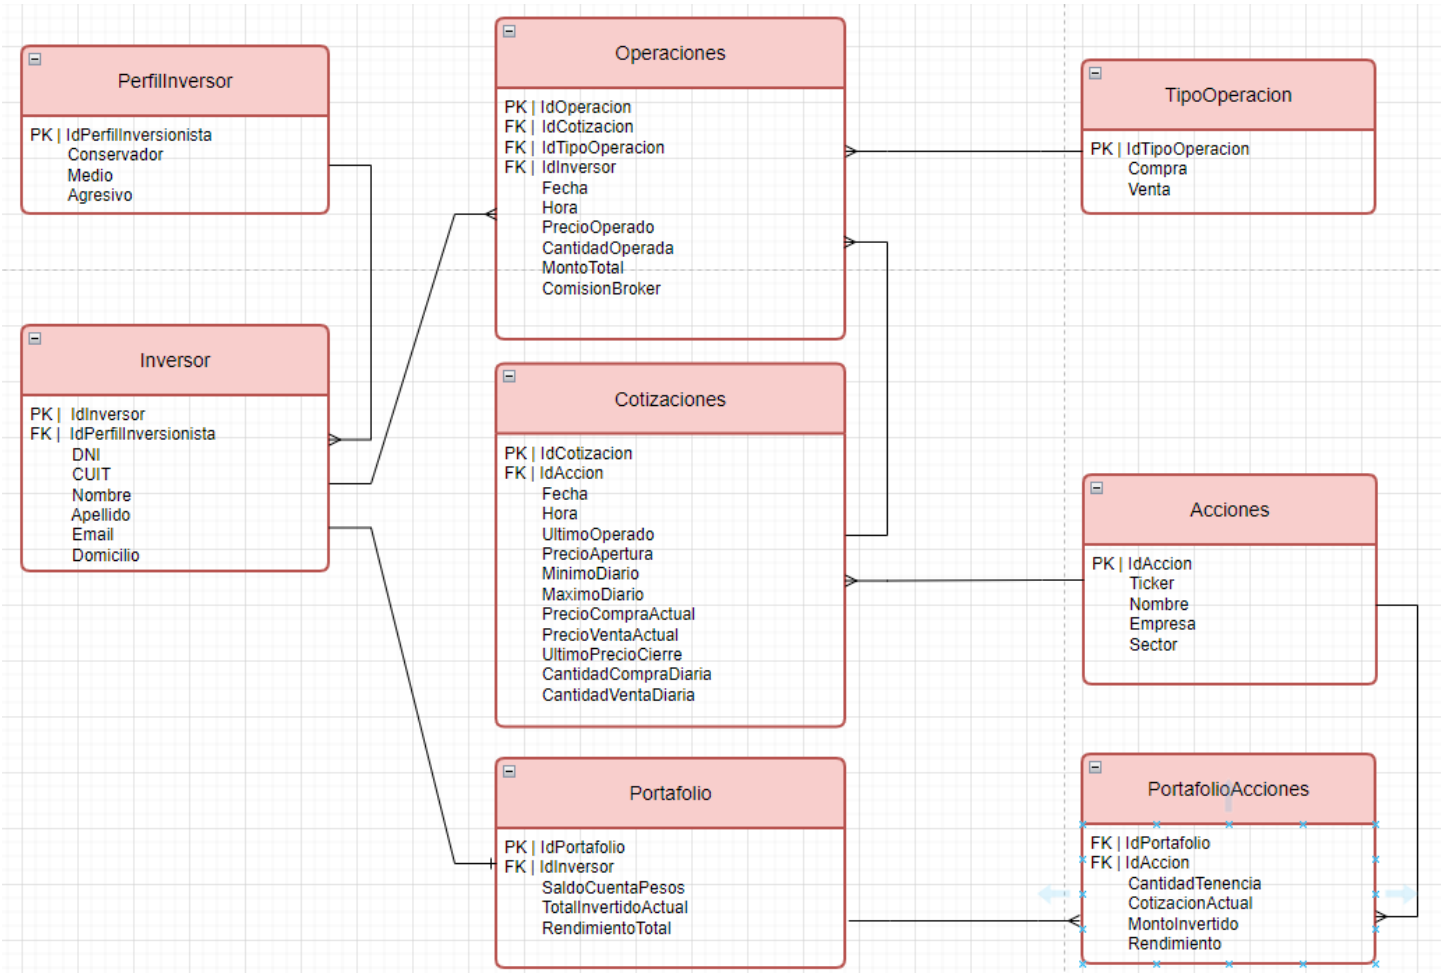 PerfilInversor
PK | IdPerfilInversionista
Conservador
Medio
Agresivo
Operaciones
PK | IdOperacion
FK | IdCotizacion
FK | IdTipoOperacion
FK | IdInversor
Fecha
Hora
PrecioOperado
CantidadOperada
MontoTotal
ComisionBroker
TipoOperacion
PK | IdTipoOperacion
Compra
Venta
Inversor
PK | IdInversor
FK | IdPerfilInversionista
DNI
CUIT
Nombre
Apellido
Email
Domicilio
Cotizaciones
PK | IdCotizacion
FK | IdAccion
Fecha
Hora
UltimoOperado
PrecioApertura
MinimoDiario
MaximoDiario
PrecioCompraActual
PrecioVentaActual
UltimoPrecioCierre
CantidadCompraDiaria
CantidadVentaDiaria
Acciones
PK | IdAccion
Ticker
Nombre
Empresa
Sector
Portafolio
PK | IdPortafolio
FK | IdInversor
SaldoCuentaPesos
TotalInvertidoActual
RendimientoTotal
PortafolioAcciones
FK | IdPortafolio
FK | IdAccion
CantidadTenencia
CotizacionActual
MontoInvertido
Rendimiento